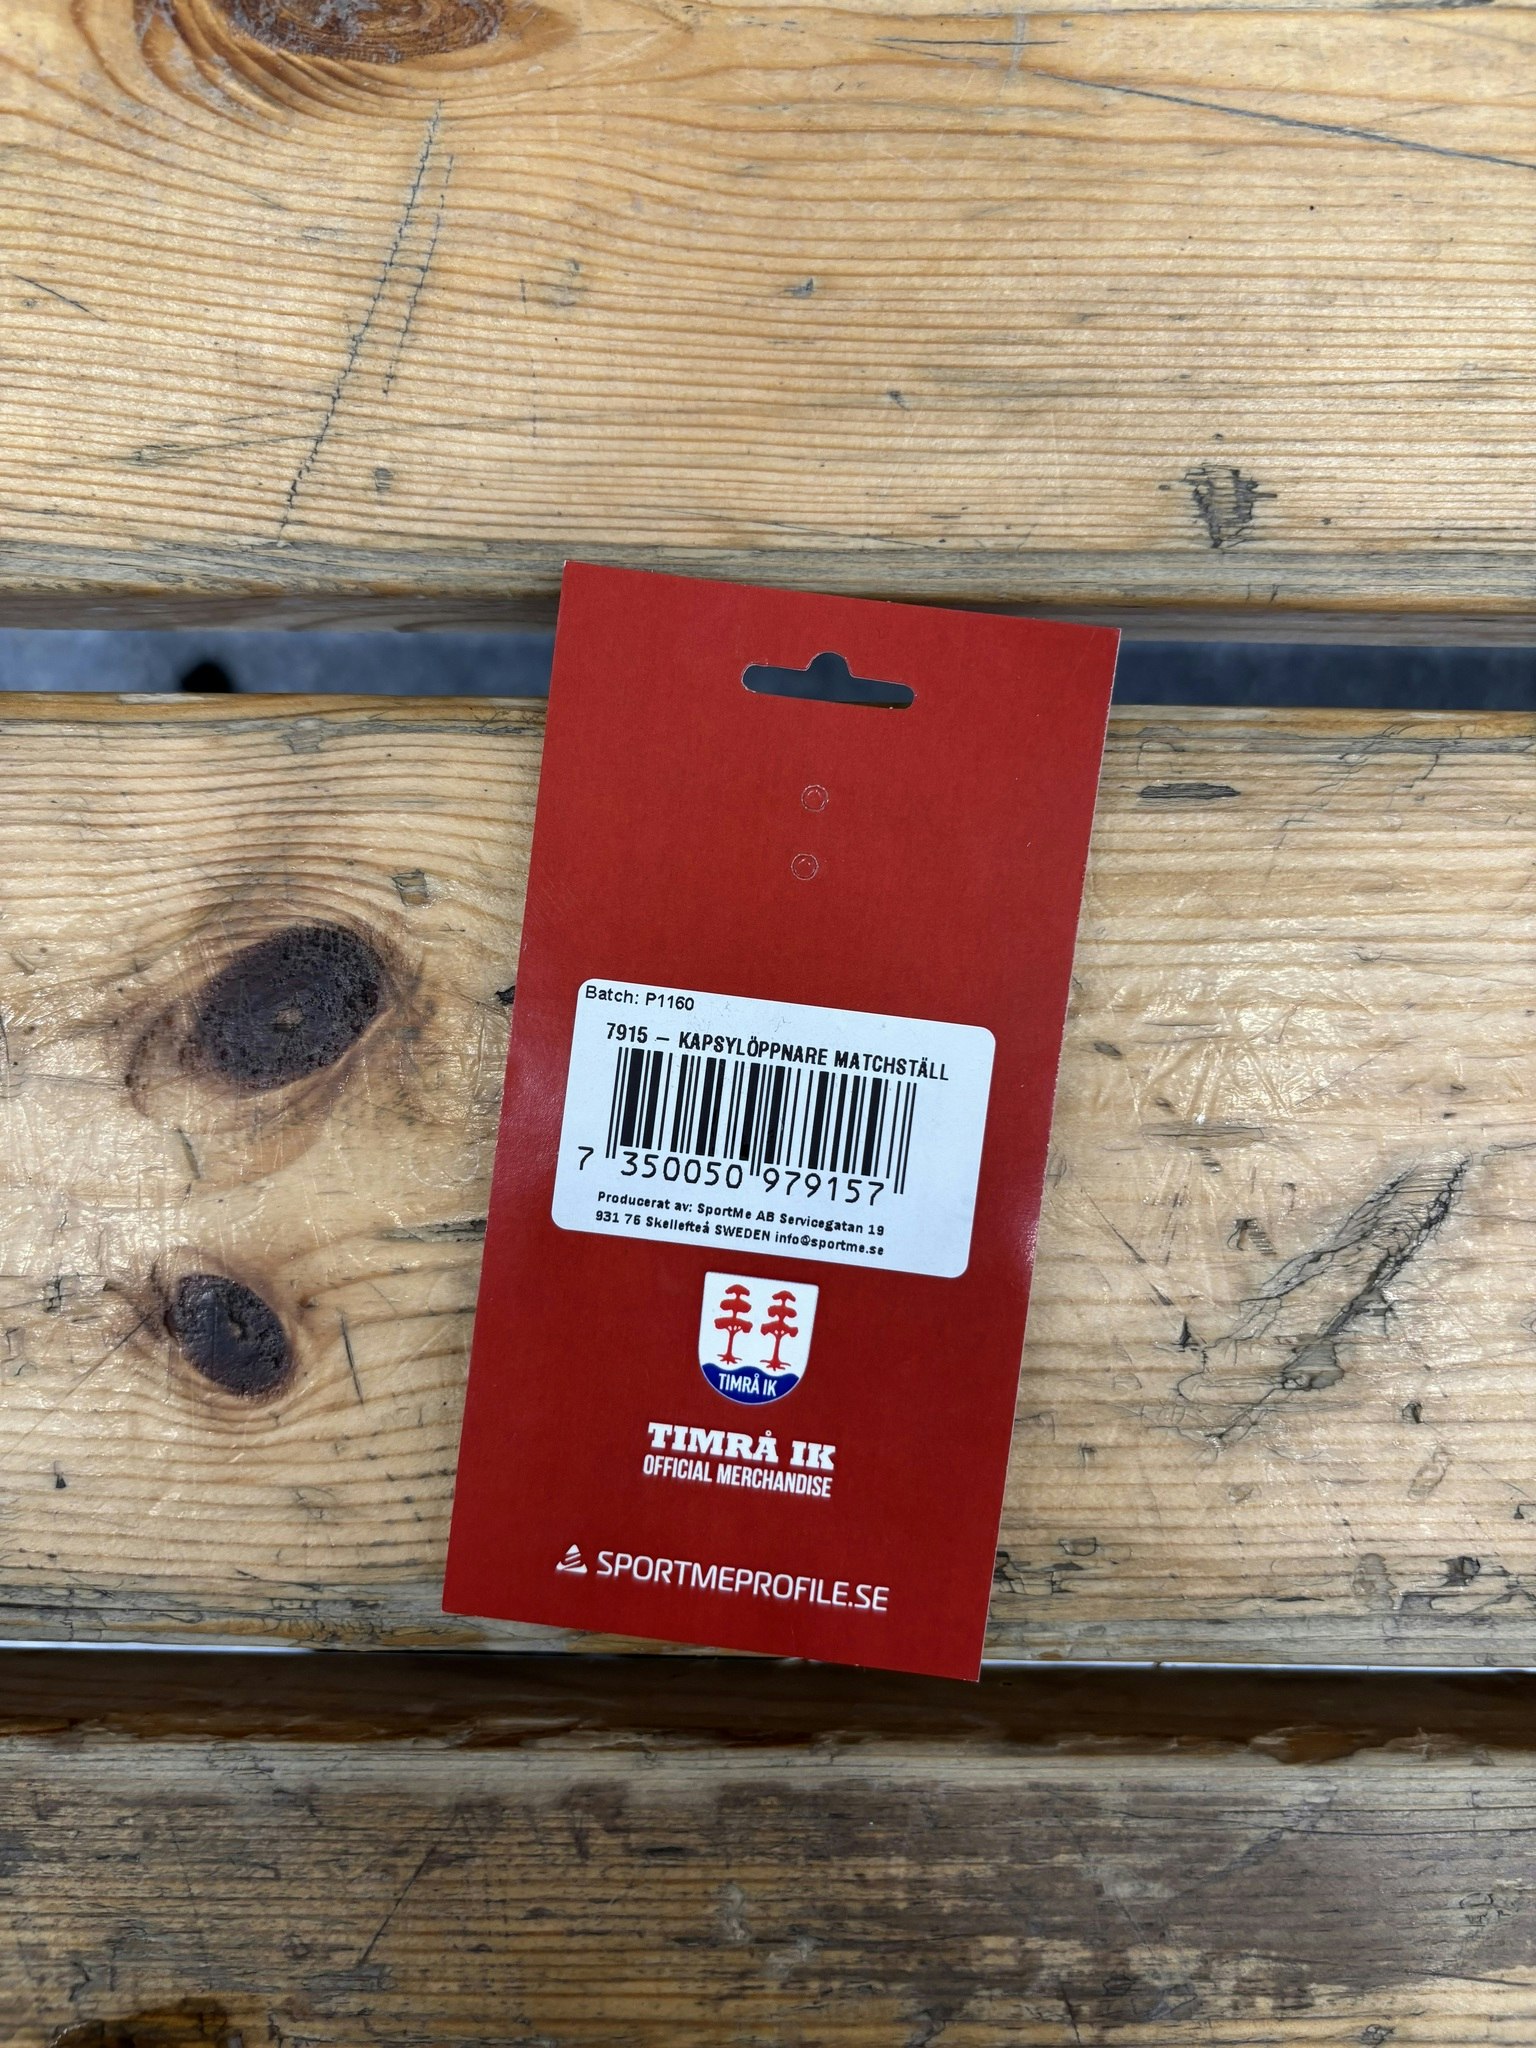 Batch: P1160
7915 – KAPSYLÖPPNARE MATCHSTÄLL
7 350050 979157
Producerat av: SportMe AB Servicegatan 19
931 76 Skellefteå SWEDEN info@sportme.se
TIMRÅ IK
TIMRÅ IK
OFFICIAL MERCHANDISE
SPORTMEPROFILE.SE